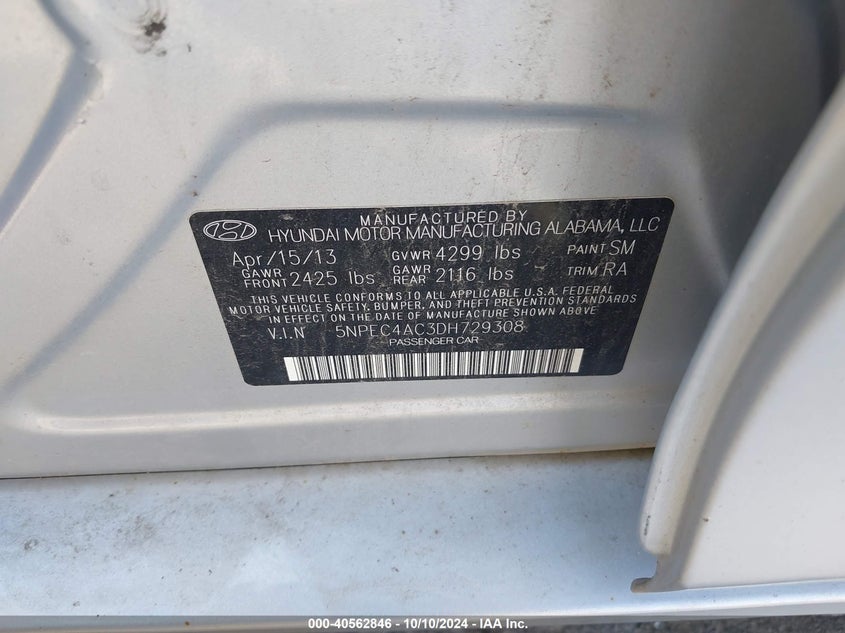 MANUFACTURED BY
HYUNDAI MOTOR MANUFACTURING ALABAMA, LLC
Apr/15/13 GVWR 4299 lbs PAINT SM
GAWR FRONT 2425 lbs GAWR REAR 2116 lbs TRIM RA
THIS VEHICLE CONFORMS TO ALL APPLICABLE U.S.A. FEDERAL
MOTOR VEHICLE SAFETY, BUMPER, AND THEFT PREVENTION STANDARDS
IN EFFECT ON THE DATE OF MANUFACTURE SHOWN ABOVE
V.I.N 5NPEC4AC3DH729308
PASSENGER CAR
000-40562846 - 10/10/2024 - IAA Inc.